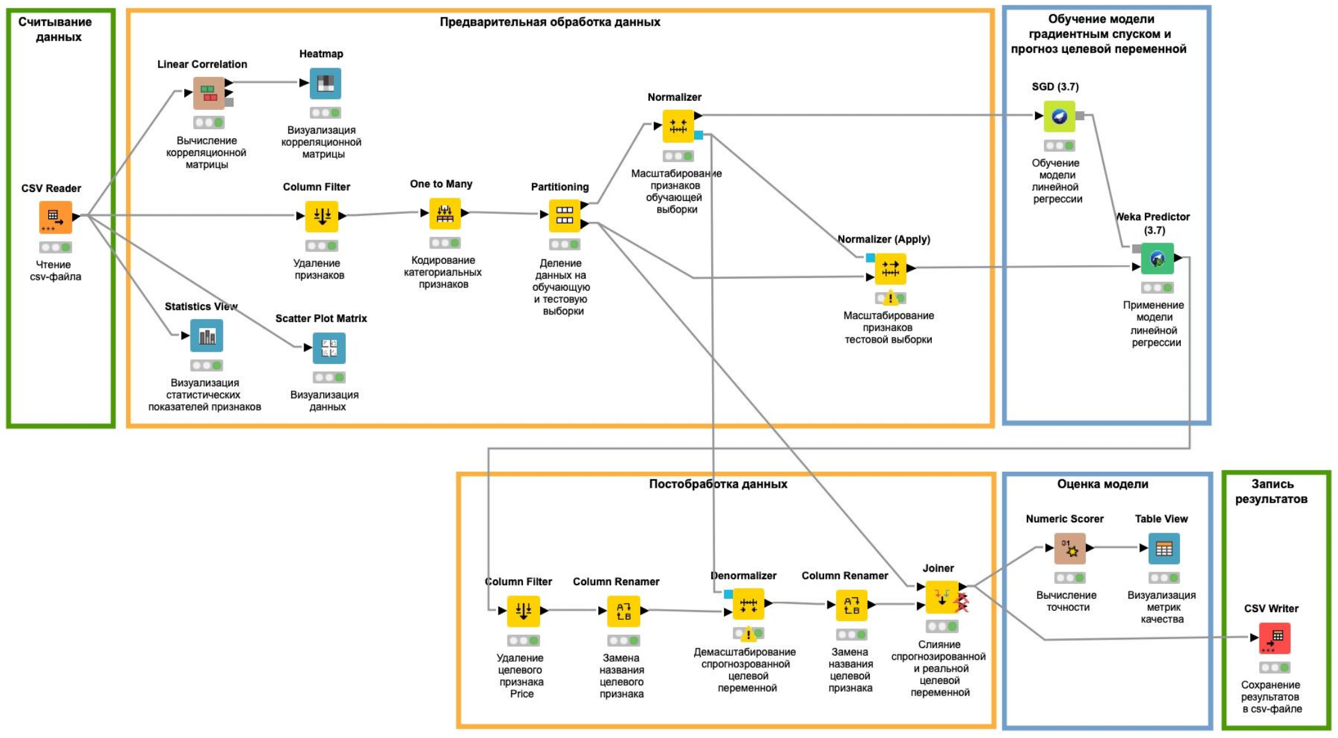 Считывание
данных
Предварительная обработка данных
Обучение модели
градиентным спуском и
прогноз целевой переменной
CSV Reader
Чтение
csv-файла
Linear Correlation
Вычисление
корреляционной
матрицы
Heatmap
Визуализация
корреляционной
матрицы
Column Filter
Удаление
признаков
One to Many
Кодирование
категориальных
признаков
Partitioning
Деление
данных на
обучающую
и тестовую
выборки
Normalizer
Масштабирование
признаков
обучающей
выборки
Normalizer (Apply)
Масштабирование
признаков
тестовой выборки
Statistics View
Визуализация
статистических
показателей признаков
Scatter Plot Matrix
Визуализация
данных
SGD (3.7)
Обучение
модели
линейной
регрессии
Weka Predictor
(3.7)
Применение
модели
линейной
регрессии
Постобработка данных
Оценка модели
Запись
результатов
Column Filter
Удаление
целевого
признака
Price
Column Renamer
Замена
названия
целевого
признака
Denormalizer
Демасштабирование
спрогнозрованной
целевой
переменной
Column Renamer
Замена
названия
целевой
признака
Joiner
Слияние
спрогнозированной
и реальной
целевой
переменной
Numeric Scorer
Вычисление
точности
Table View
Визуализация
метрик
качества
CSV Writer
Сохранение
результатов
в csv-файле